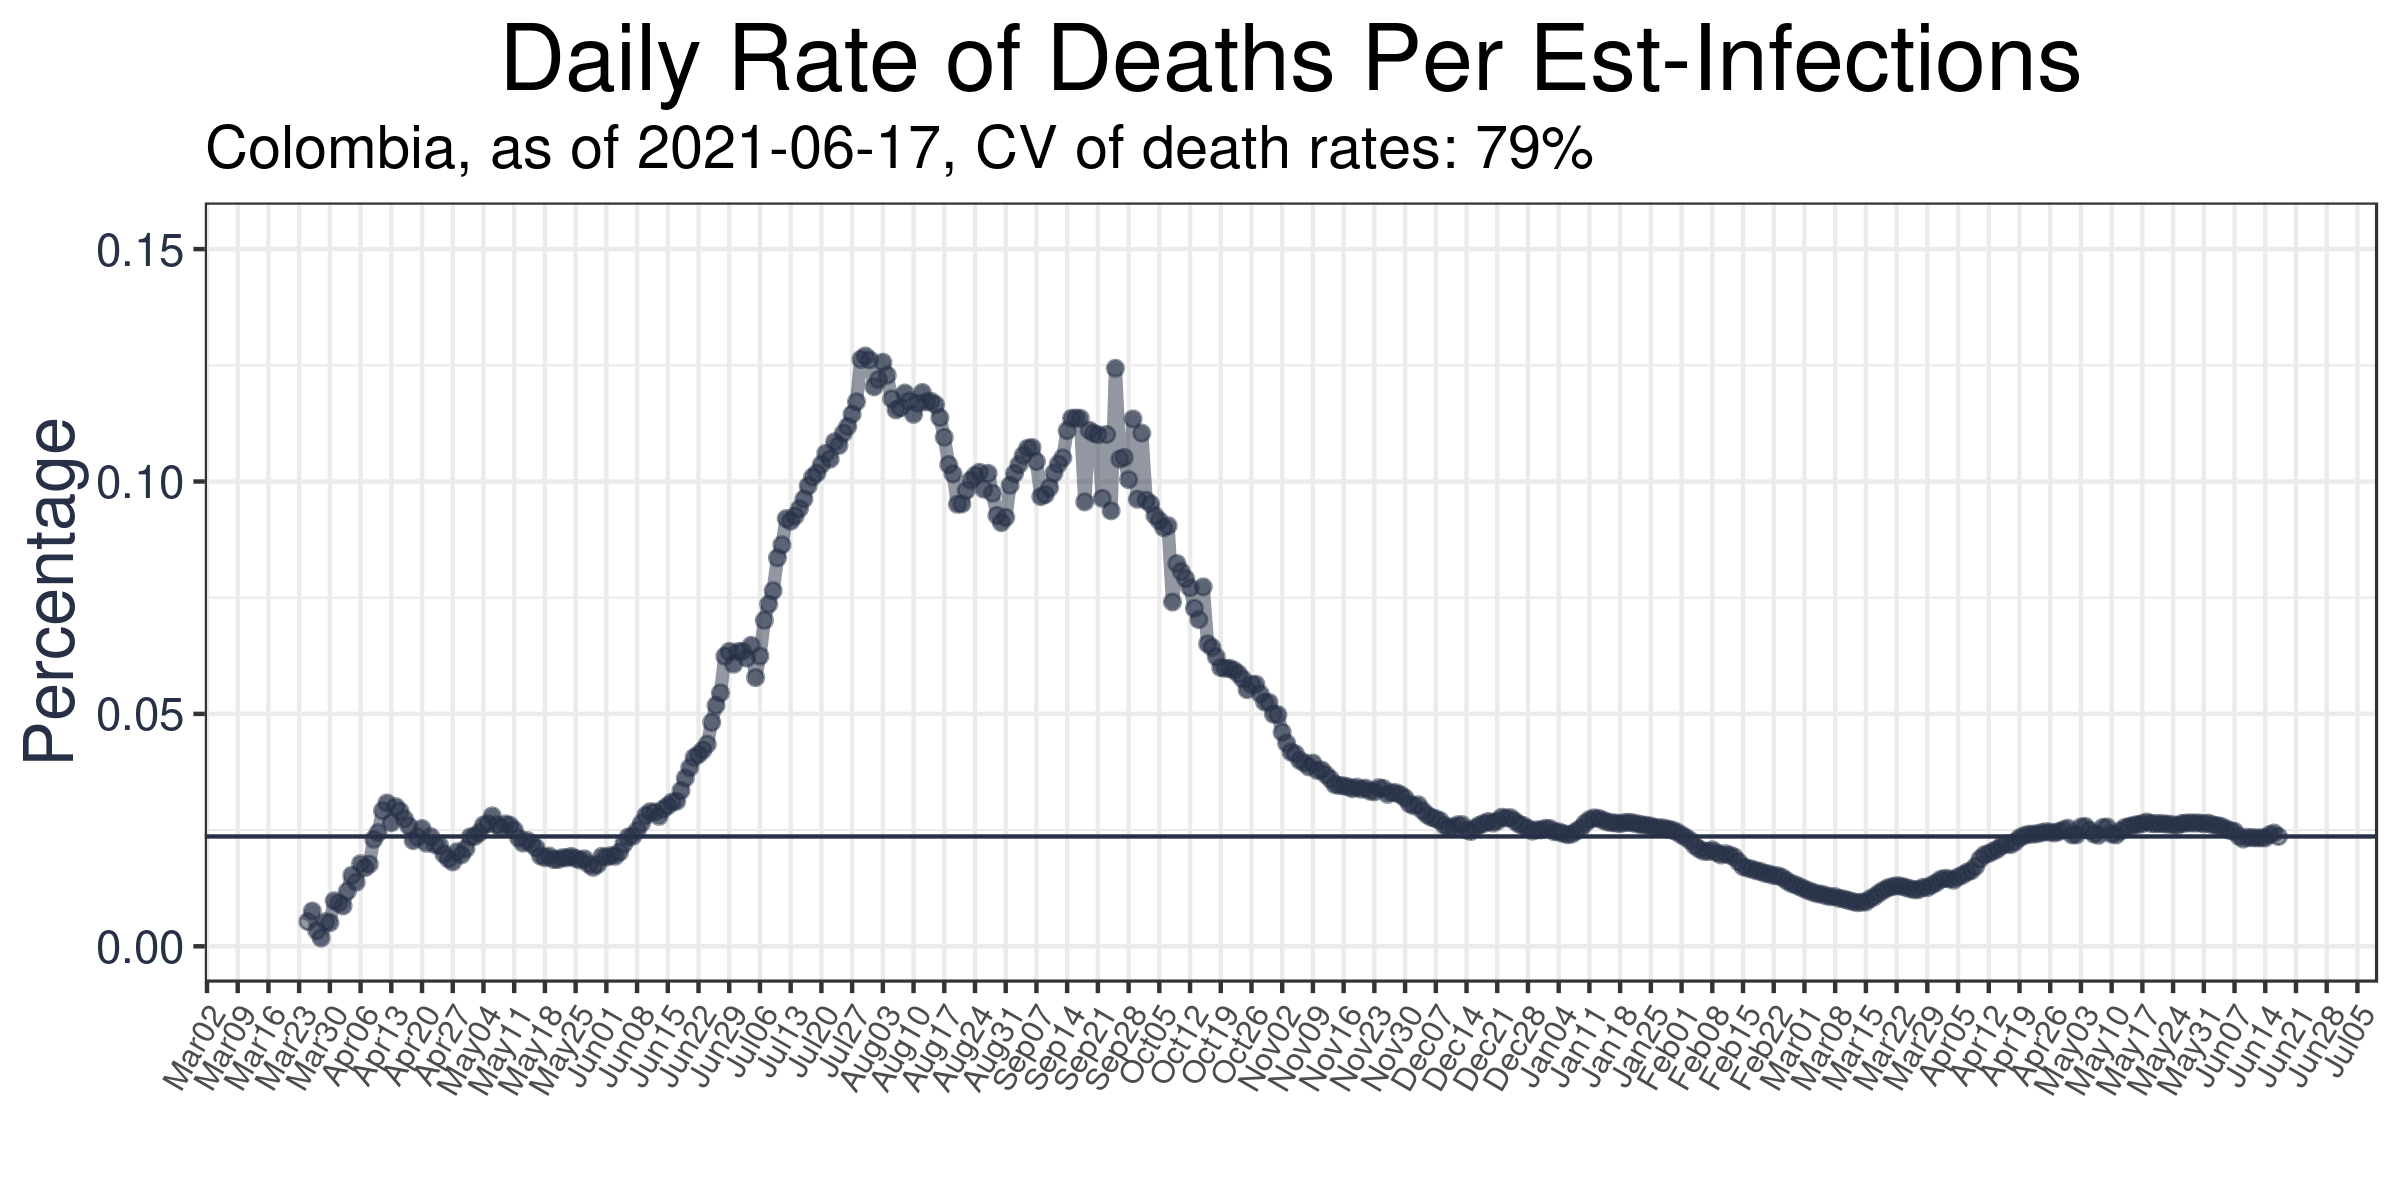 Daily Rate of Deaths Per Est-Infections
Colombia, as of 2021-06-17, CV of death rates: 79%
Percentage
0.15
0.10
0.05
0.00
Mar02
Mar09
Mar16
Mar23
Mar30
Apr06
Apr13
Apr20
Apr27
May04
May11
May18
May25
Jun01
Jun08
Jun15
Jun22
Jun29
Jul06
Jul13
Jul20
Jul27
Aug03
Aug10
Aug17
Aug24
Aug31
Sep07
Sep14
Sep21
Sep28
Oct05
Oct12
Oct19
Oct26
Nov02
Nov09
Nov16
Nov23
Nov30
Dec07
Dec14
Dec21
Dec28
Jan04
Jan11
Jan18
Jan25
Feb01
Feb08
Feb15
Feb22
Mar01
Mar08
Mar15
Mar22
Mar29
Apr05
Apr12
Apr19
Apr26
May03
May10
May17
May24
May31
Jun07
Jun14
Jun21
Jun28
Jul05